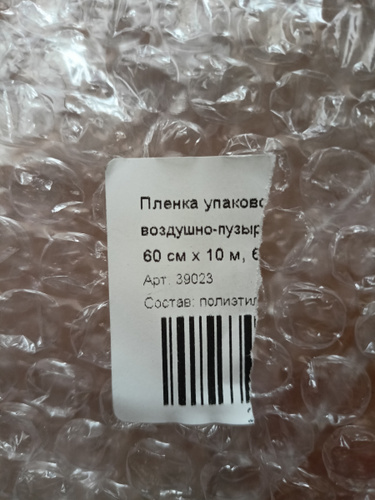 Пленка упаково
воздушно-пузыр
60 см х 10 м, 6
Арт. 39023
Состав: полиэтил